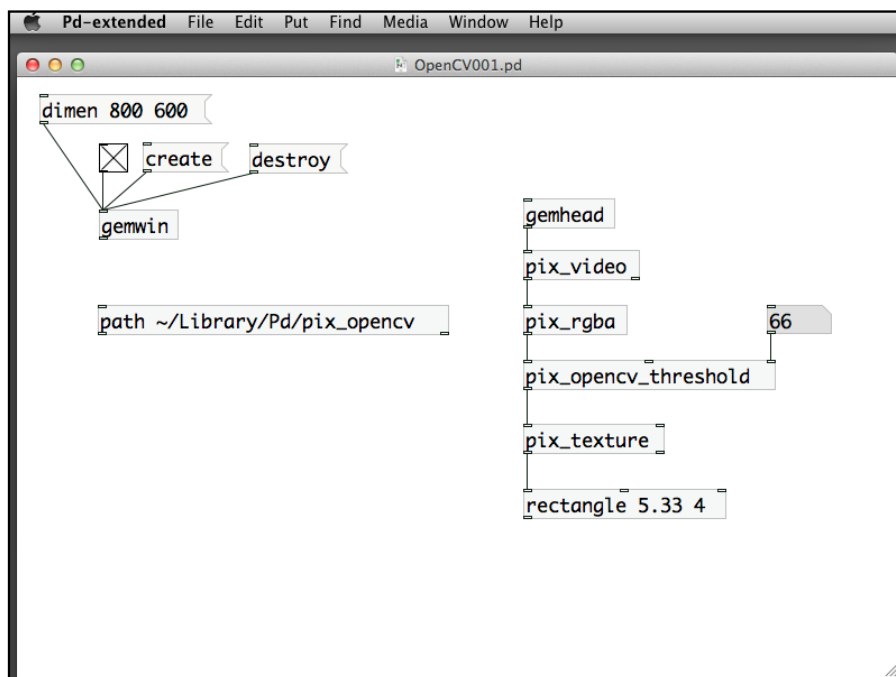 Pd-extended File Edit Put Find Media Window Help
OpenCV001.pd
dimen 800 600
create
destroy
gemwin
path ~/Library/Pd/pix_opencv
gemhead
pix_video
pix_rgba
66
pix_opencv_threshold
pix_texture
rectangle 5.33 4